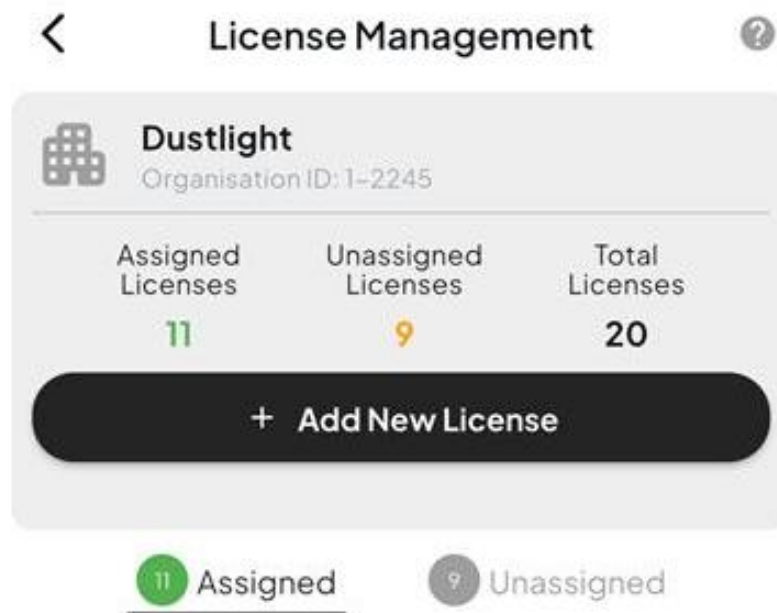 License Management
Dustlight
Organisation ID: 1-2245
Assigned Unassigned Total
Licenses Licenses Licenses
11 9 20
+ Add New License
11 Assigned 9 Unassigned